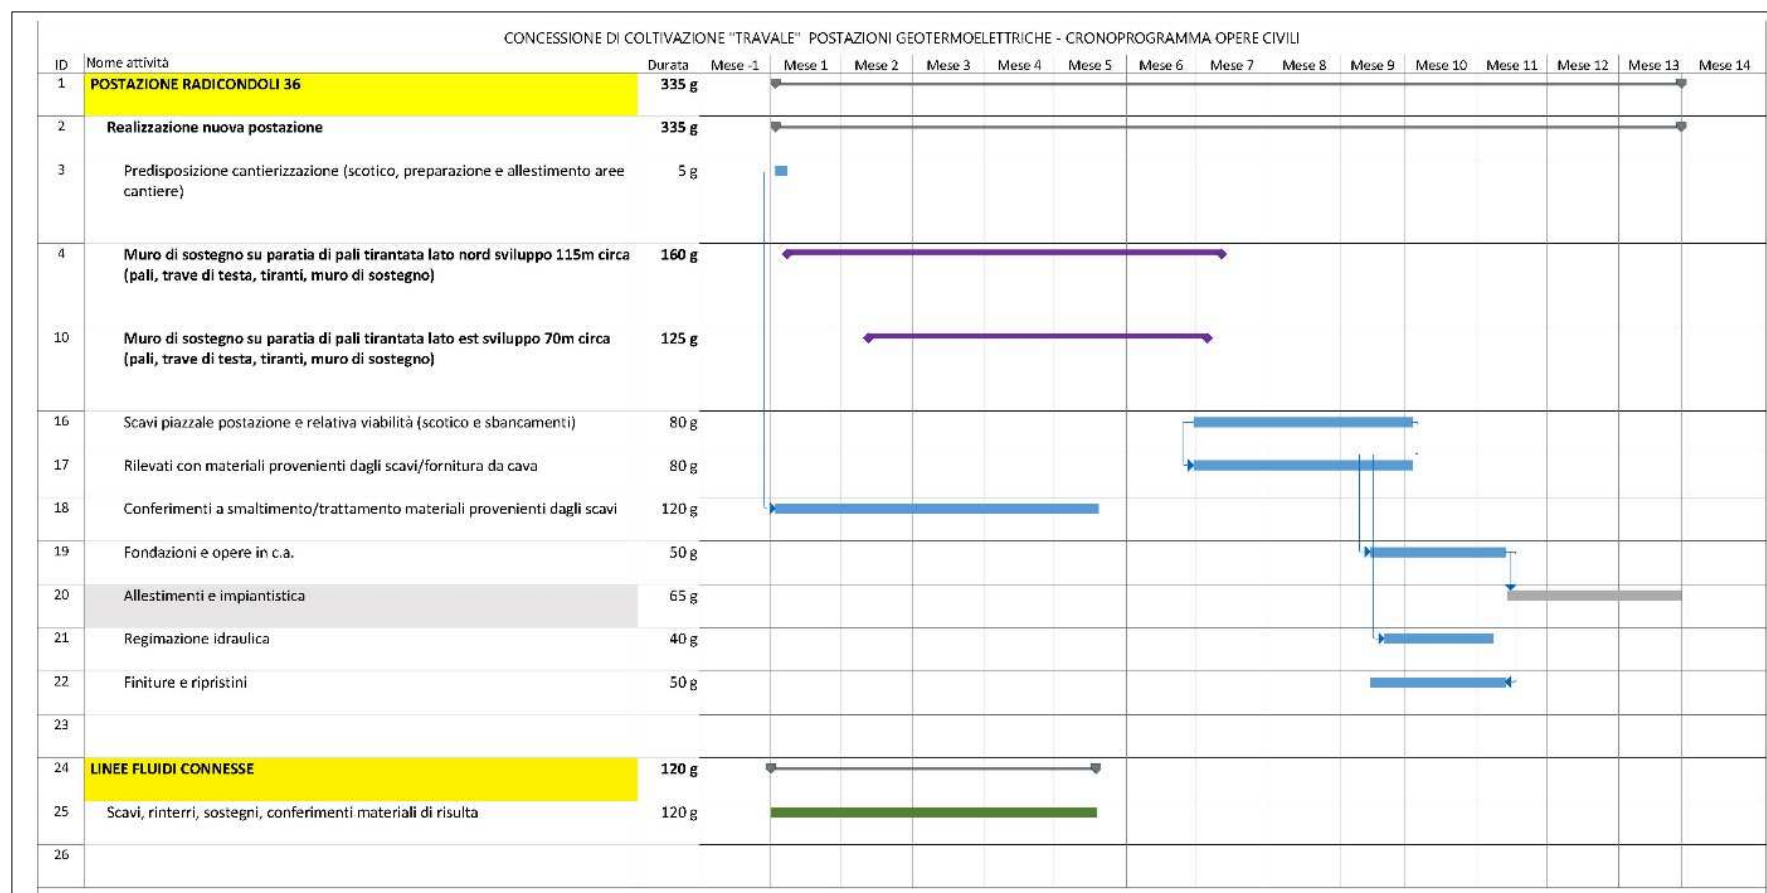 CONCESSIONE DI COLTIVAZIONE "TRAVALE" POSTAZIONI GEOTERMOELETTRICHE - CRONOPROGRAMMA OPERE CIVILI
ID Nome attività Durata Mese -1 Mese 1 Mese 2 Mese 3 Mese 4 Mese 5 Mese 6 Mese 7 Mese 8 Mese 9 Mese 10 Mese 11 Mese 12 Mese 13 Mese 14
1 POSTAZIONE RADICONDOLI 36 335 g
2 Realizzazione nuova postazione 335 g
3 Predisposizione cantierizzazione (scotico, preparazione e allestimento aree 5 g
cantiere)
4 Muro di sostegno su paratia di pali tirantata lato nord sviluppo 115m circa 160 g
(pali, trave di testa, tiranti, muro di sostegno)
10 Muro di sostegno su paratia di pali tirantata lato est sviluppo 70m circa 125 g
(pali, trave di testa, tiranti, muro di sostegno)
16 Scavi piazzale postazione e relativa viabilità (scotico e sbancamenti) 80 g
17 Rilevati con materiali provenienti dagli scavi/fornitura da cava 80 g
18 Conferimenti a smaltimento/trattamento materiali provenienti dagli scavi 120 g
19 Fondazioni e opere in c.a. 50 g
20 Allestimenti e impiantistica 65 g
21 Regimazione idraulica 40 g
22 Finiture e ripristini 50 g
23
24 LINEE FLUIDI CONNESSE 120 g
25 Scavi, rinterri, sostegni, conferimenti materiali di risulta 120 g
26